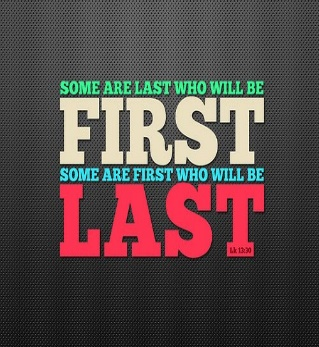 SOME ARE LAST WHO WILL BE
FIRST
SOME ARE FIRST WHO WILL BE
LAST
Lk 13:30